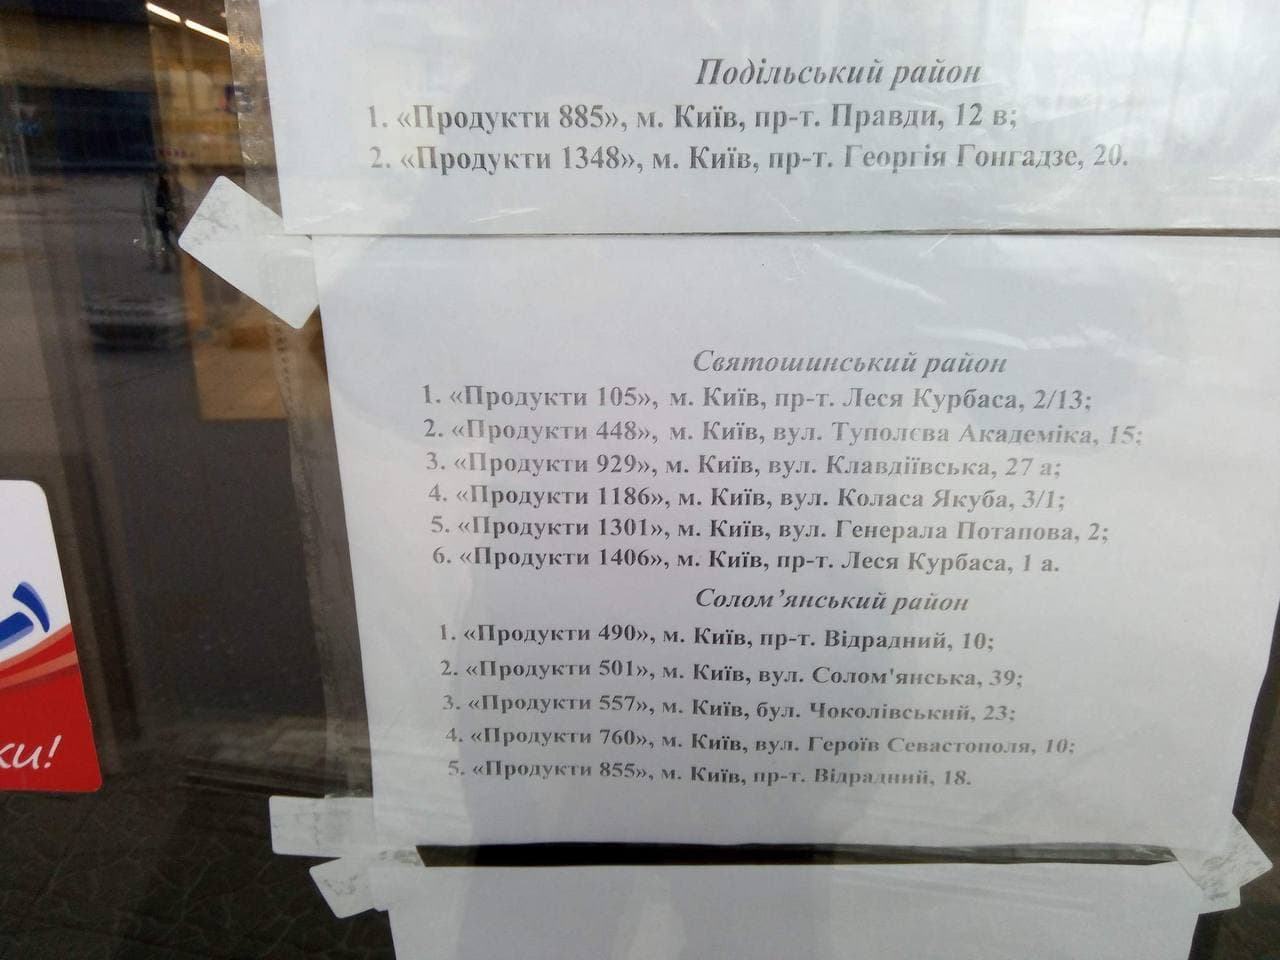 Подільський район
1. «Продукти 885», м. Київ, пр-т. Правди, 12 в;
2. «Продукти 1348», м. Київ, пр-т. Георгія Гонгадзе, 20.
Святошинський район
1. «Продукти 105», м. Київ, пр-т. Леся Курбаса, 2/13;
2. «Продукти 448», м. Київ, вул. Туполєва Академіка, 15;
3. «Продукти 929», м. Київ, вул. Клавдіївська, 27 а;
4. «Продукти 1186», м. Київ, вул. Коласа Якуба, 3/1;
5. «Продукти 1301», м. Київ, вул. Генерала Потапова, 2;
6. «Продукти 1406», м. Київ, пр-т. Леся Курбаса, 1 а.
Солом’янський район
1. «Продукти 490», м. Київ, пр-т. Відрадний, 10;
2. «Продукти 501», м. Київ, вул. Солом'янська, 39;
3. «Продукти 557», м. Київ, бул. Чоколівський, 23;
4. «Продукти 760», м. Київ, вул. Героїв Севастополя, 10;
5. «Продукти 855», м. Київ, пр-т. Відрадний, 18.